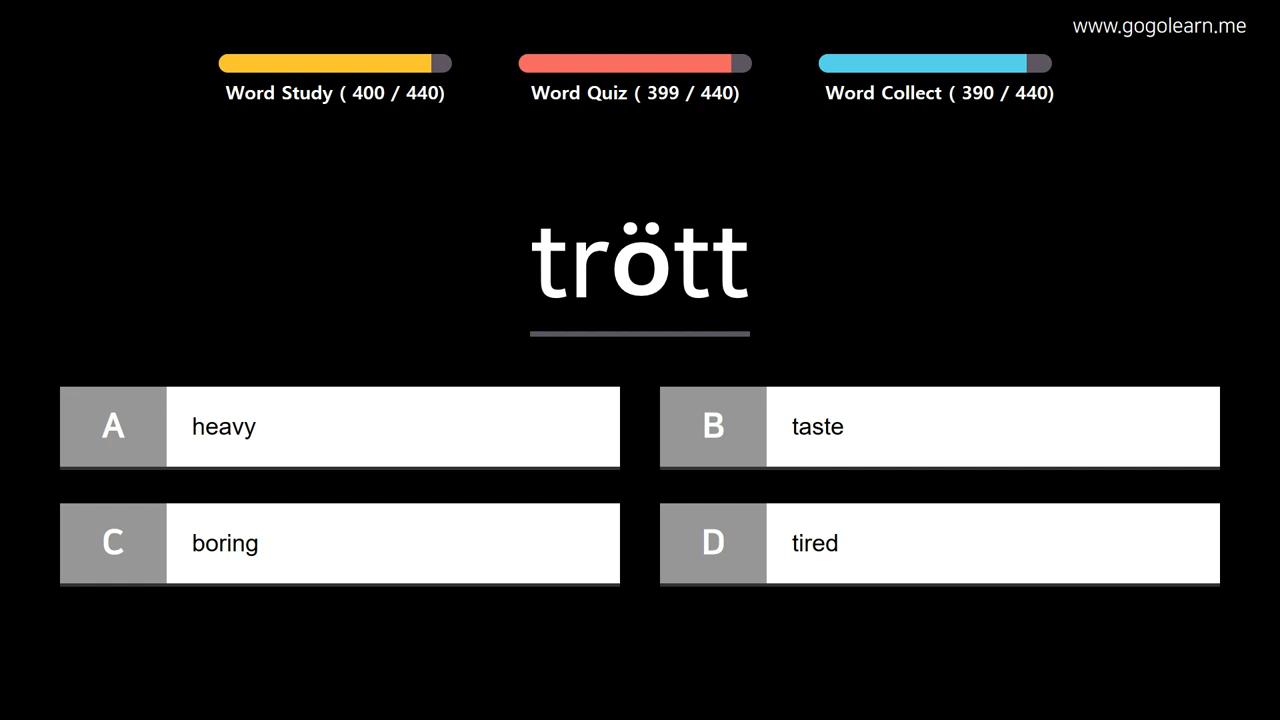 www.gogolearn.me
Word Study ( 400 / 440)
Word Quiz ( 399 / 440)
Word Collect ( 390 / 440)
trött
A heavy
B taste
C boring
D tired